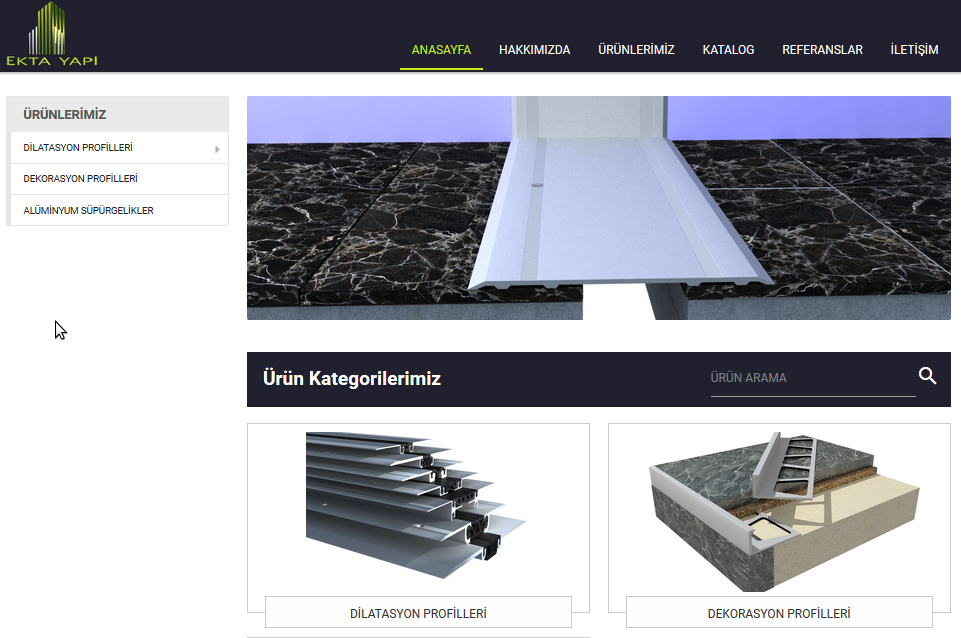 EKTA YAPI
ANASAYFA HAKKIMIZDA ÜRÜNLERİMİZ KATALOG REFERANSLAR İLETİŞİM
ÜRÜNLERİMİZ
DİLATASYON PROFİLLERİ
DEKORASYON PROFİLLERİ
ALÜMİNYUM SÜPÜRGELİKLER
Ürün Kategorilerimiz
ÜRÜN ARAMA
DİLATASYON PROFİLLERİ
DEKORASYON PROFİLLERİ